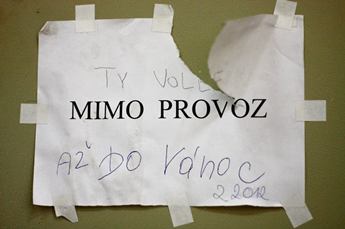 TY VOLE
MIMO PROVOZ
AŽ DO VÁNOC
2 2012